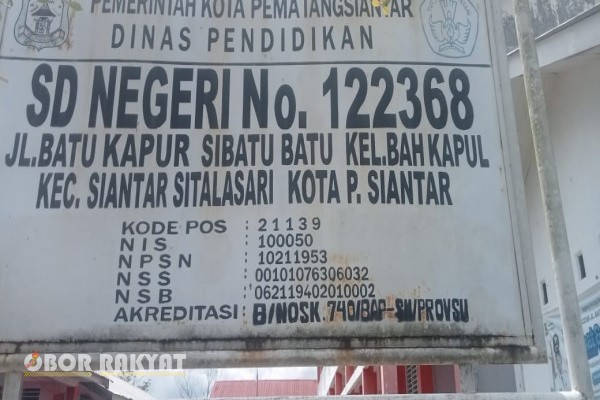 PEMERINTAH KOTA PEMATANGSIANTAR
DINAS PENDIDIKAN
SD NEGERI No. 122368
JL.BATU KAPUR SIBATU BATU KEL.BAH KAPUL
KEC. SIANTAR SITALASARI KOTA P. SIANTAR
KODE POS : 21139
NIS : 100050
NPSN : 10211953
NSS : 00101076306032
NSB : 062119402010002
AKREDITASI: B/NOSK.740/BAP-SM/PROVSU
OBOR RAKYAT